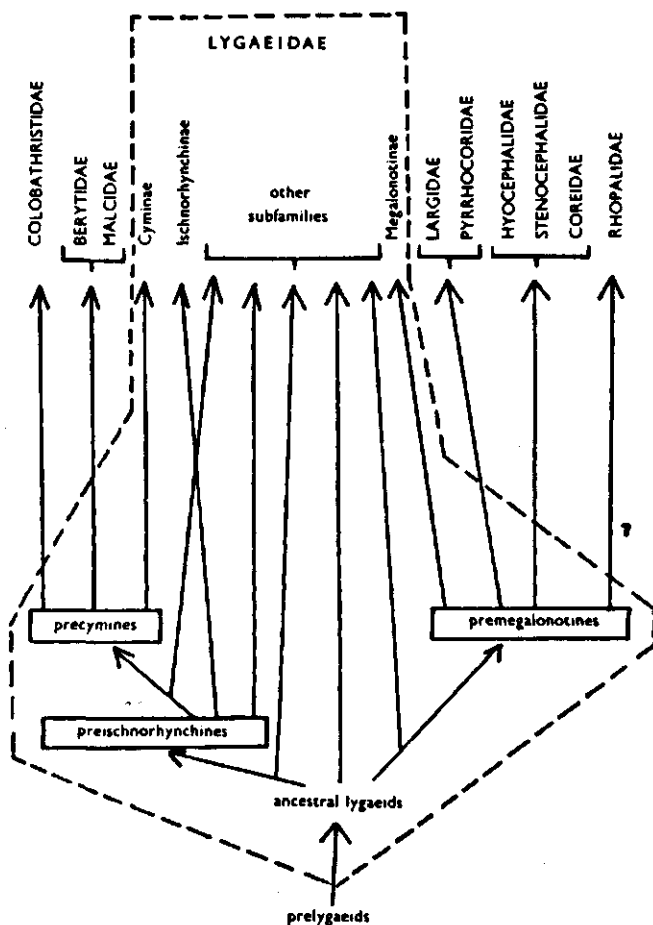 LYGAEIDAE
COLOBATHRISTIDAE
BERYTIDAE
MALCIDAE
Cyminae
Ischnorhynchinae
other
subfamilies
Megalonotinae
LARGIDAE
PYRRHOCORIDAE
HYOCEPHALIDAE
STENOCEPHALIDAE
COREIDAE
RHOPALIDAE
?
precymines
premegalonotines
preischnorhynchines
ancestral lygaeids
prelygaeids